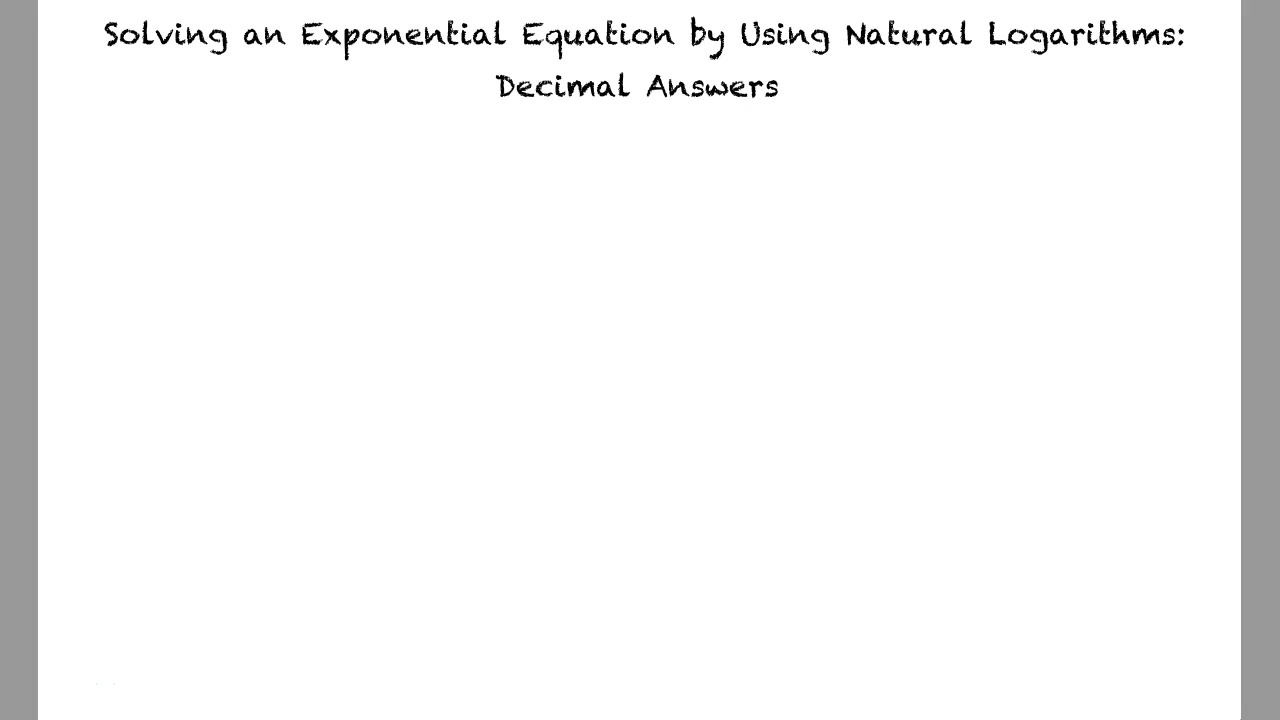 Solving an Exponential Equation by Using Natural Logarithms:
Decimal Answers